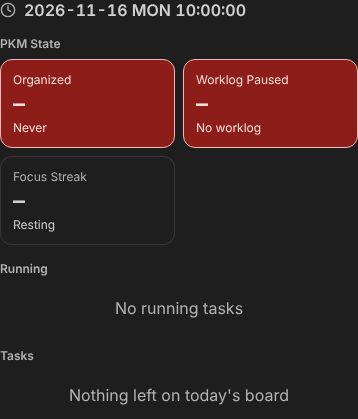 2026-11-16 MON 10:00:00
PKM State
Organized
–
Never
Worklog Paused
–
No worklog
Focus Streak
–
Resting
Running
No running tasks
Tasks
Nothing left on today's board